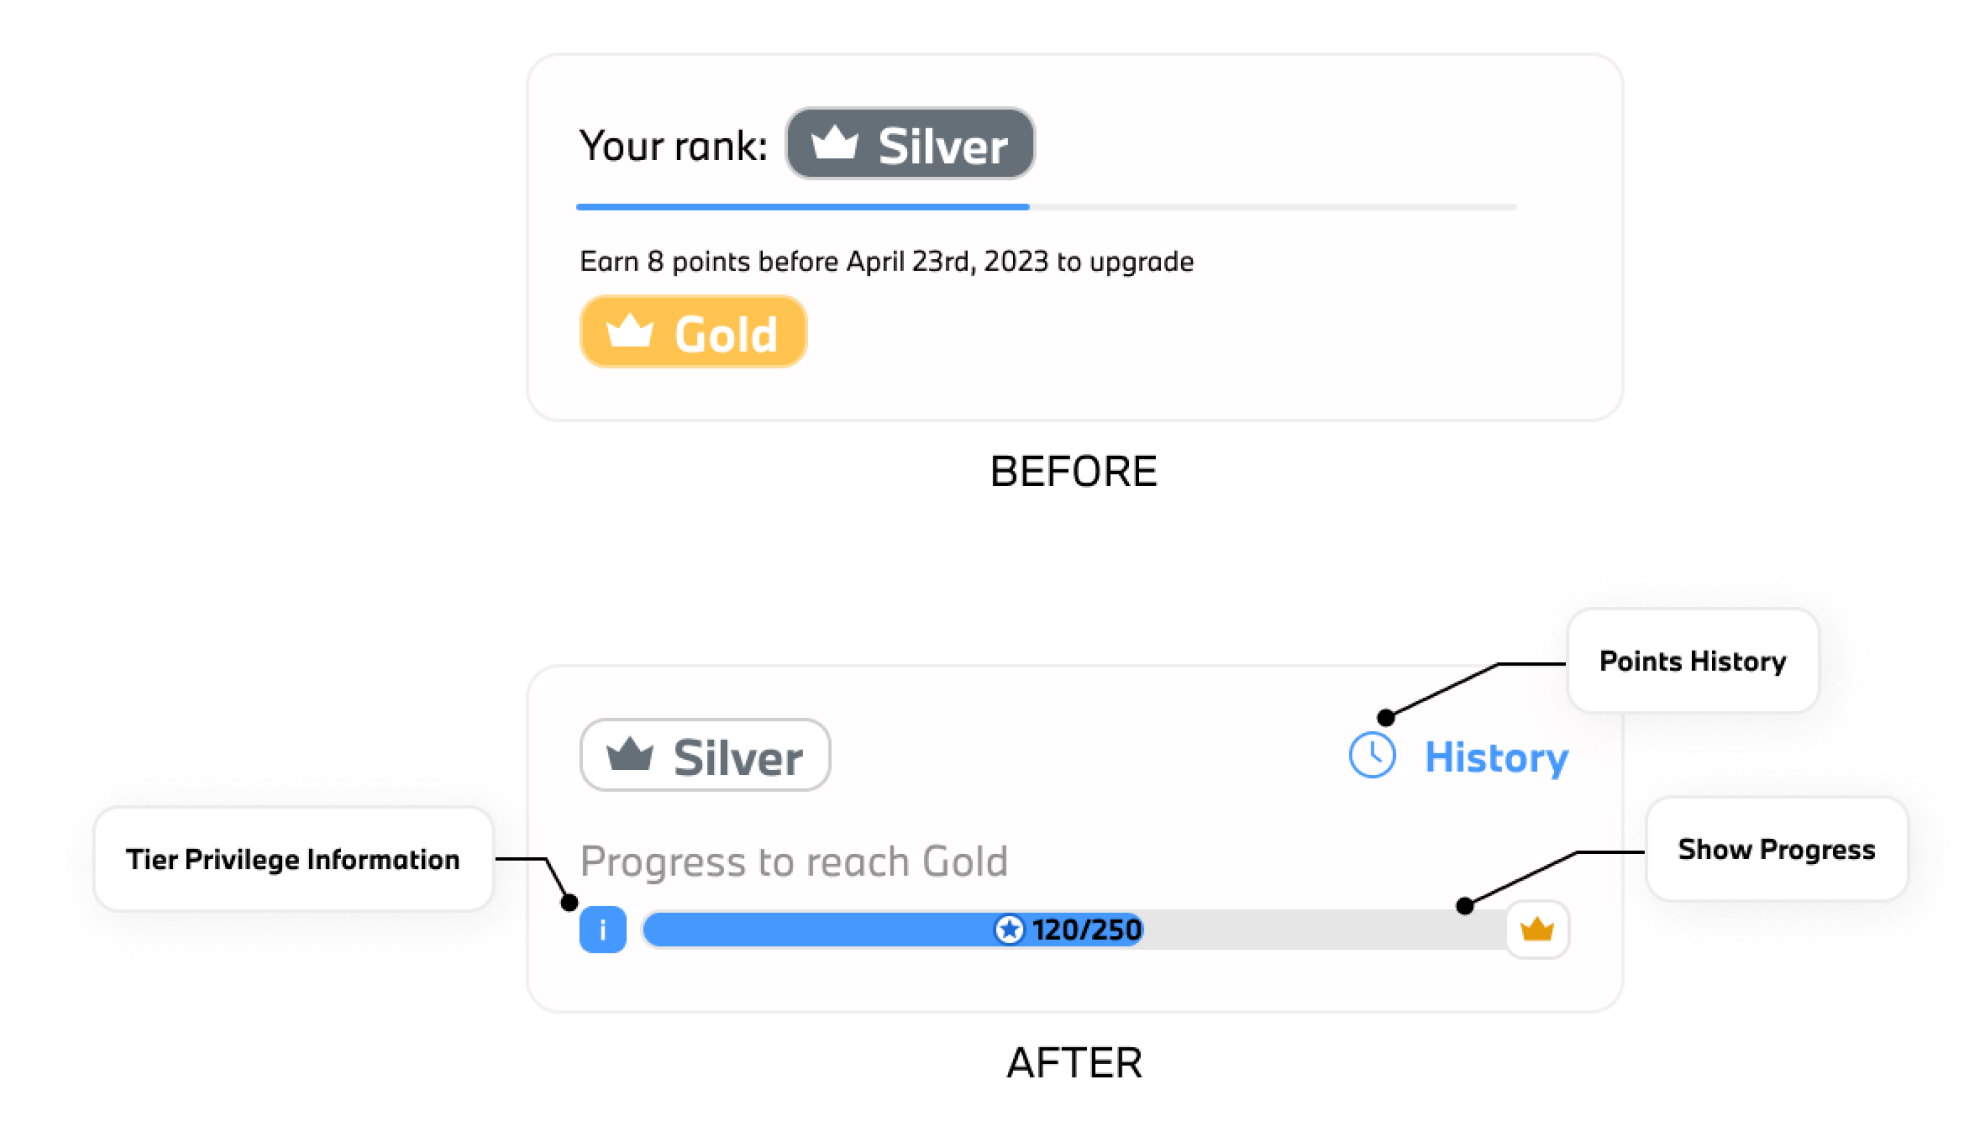 Your rank: Silver
Earn 8 points before April 23rd, 2023 to upgrade
Gold
BEFORE
Points History
Silver
History
Show Progress
Tier Privilege Information
Progress to reach Gold
i
120/250
AFTER